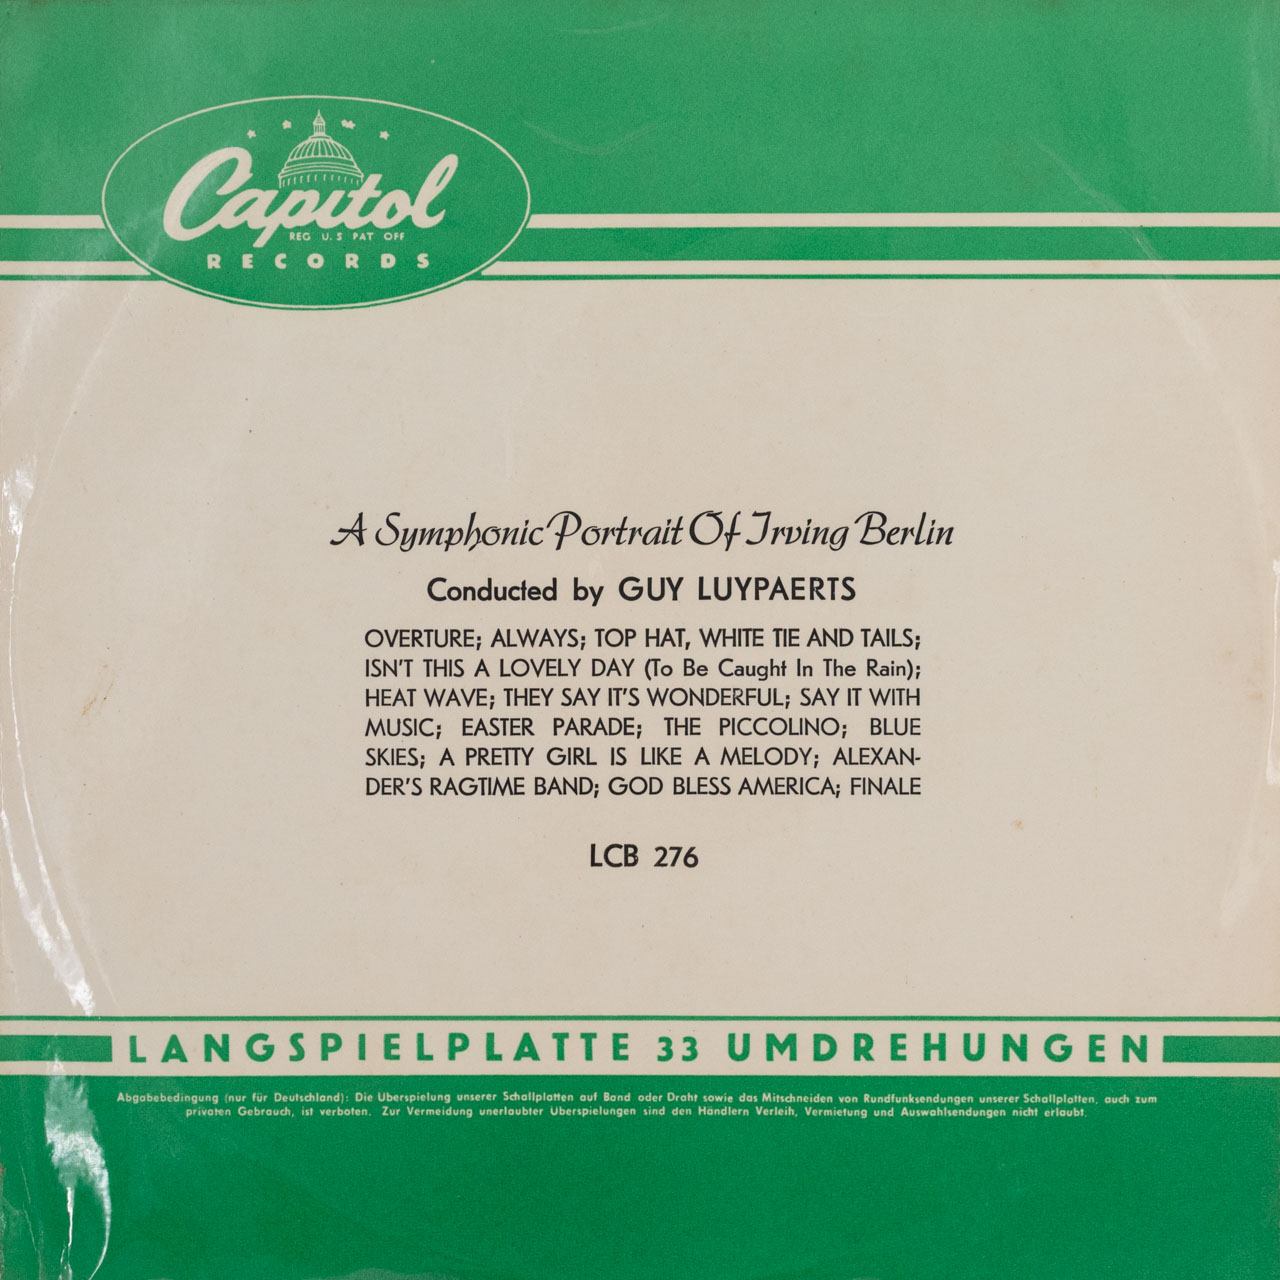 Capitol
REG U.S PAT OFF
RECORDS
A Symphonic Portrait Of Irving Berlin
Conducted by GUY LUYPAERTS
OVERTURE; ALWAYS; TOP HAT, WHITE TIE AND TAILS;
ISN'T THIS A LOVELY DAY (To Be Caught In The Rain);
HEAT WAVE; THEY SAY IT'S WONDERFUL; SAY IT WITH
MUSIC; EASTER PARADE; THE PICCOLINO; BLUE
SKIES; A PRETTY GIRL IS LIKE A MELODY; ALEXAN-
DER'S RAGTIME BAND; GOD BLESS AMERICA; FINALE
LCB 276
LANGSPIELPLATTE 33 UMDREHUNGEN
Abgabebedingung (nur für Deutschland): Die Überspielung unserer Schallplatten auf Band oder Draht sowie das Mitschneiden von Rundfunksendungen unserer Schallplatten, auch zum
privaten Gebrauch, ist verboten. Zur Vermeidung unerlaubter Überspielungen sind den Händlern Verleih, Vermietung und Auswahlsendungen nicht erlaubt.